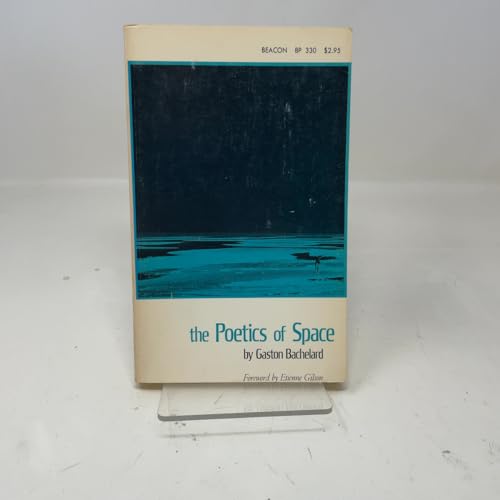 BEACON BP 330 $2.95
the Poetics of Space
by Gaston Bachelard
Foreword by Etienne Gilson